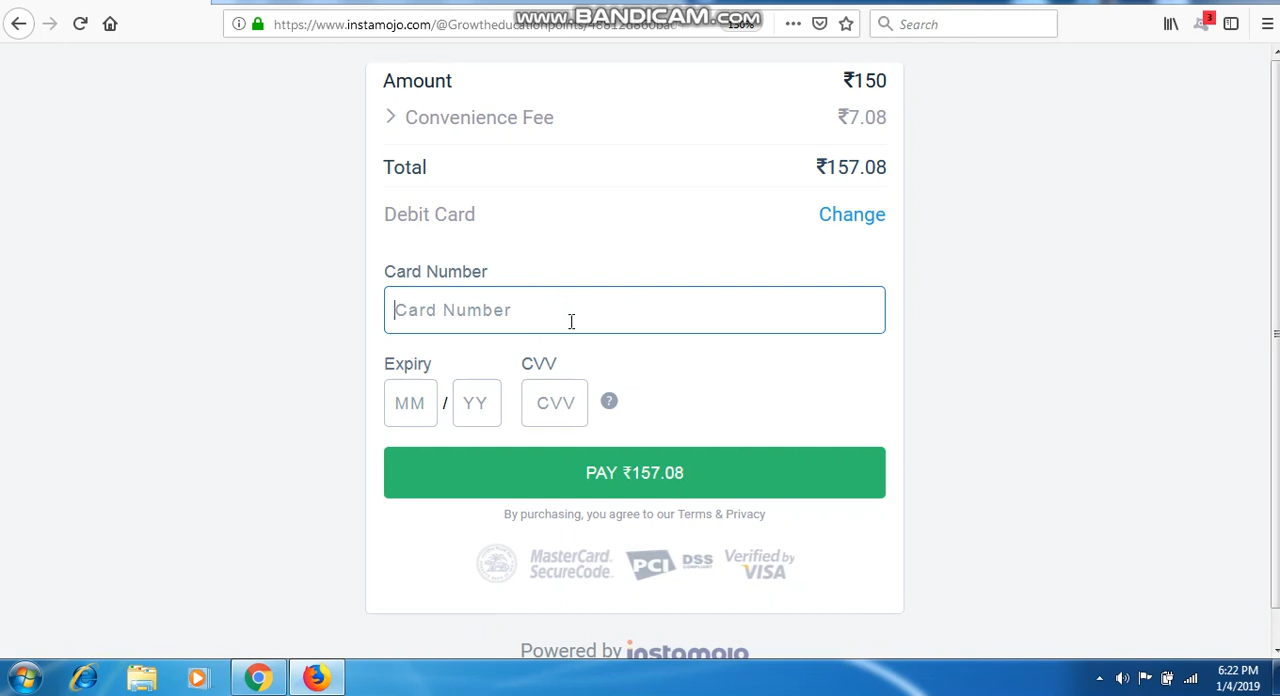 https://www.instamojo.com/@Growtheducationpoints/
www.BANDICAM.com
Search
3
Amount ₹150
Convenience Fee ₹7.08
Total ₹157.08
Debit Card Change
Card Number
Card Number
Expiry CVV
MM / YY CVV ?
PAY ₹157.08
By purchasing, you agree to our Terms & Privacy
MasterCard. SecureCode. PCI DSS COMPLIANT Verified by VISA
Powered by instamojo
6:22 PM
1/4/2019